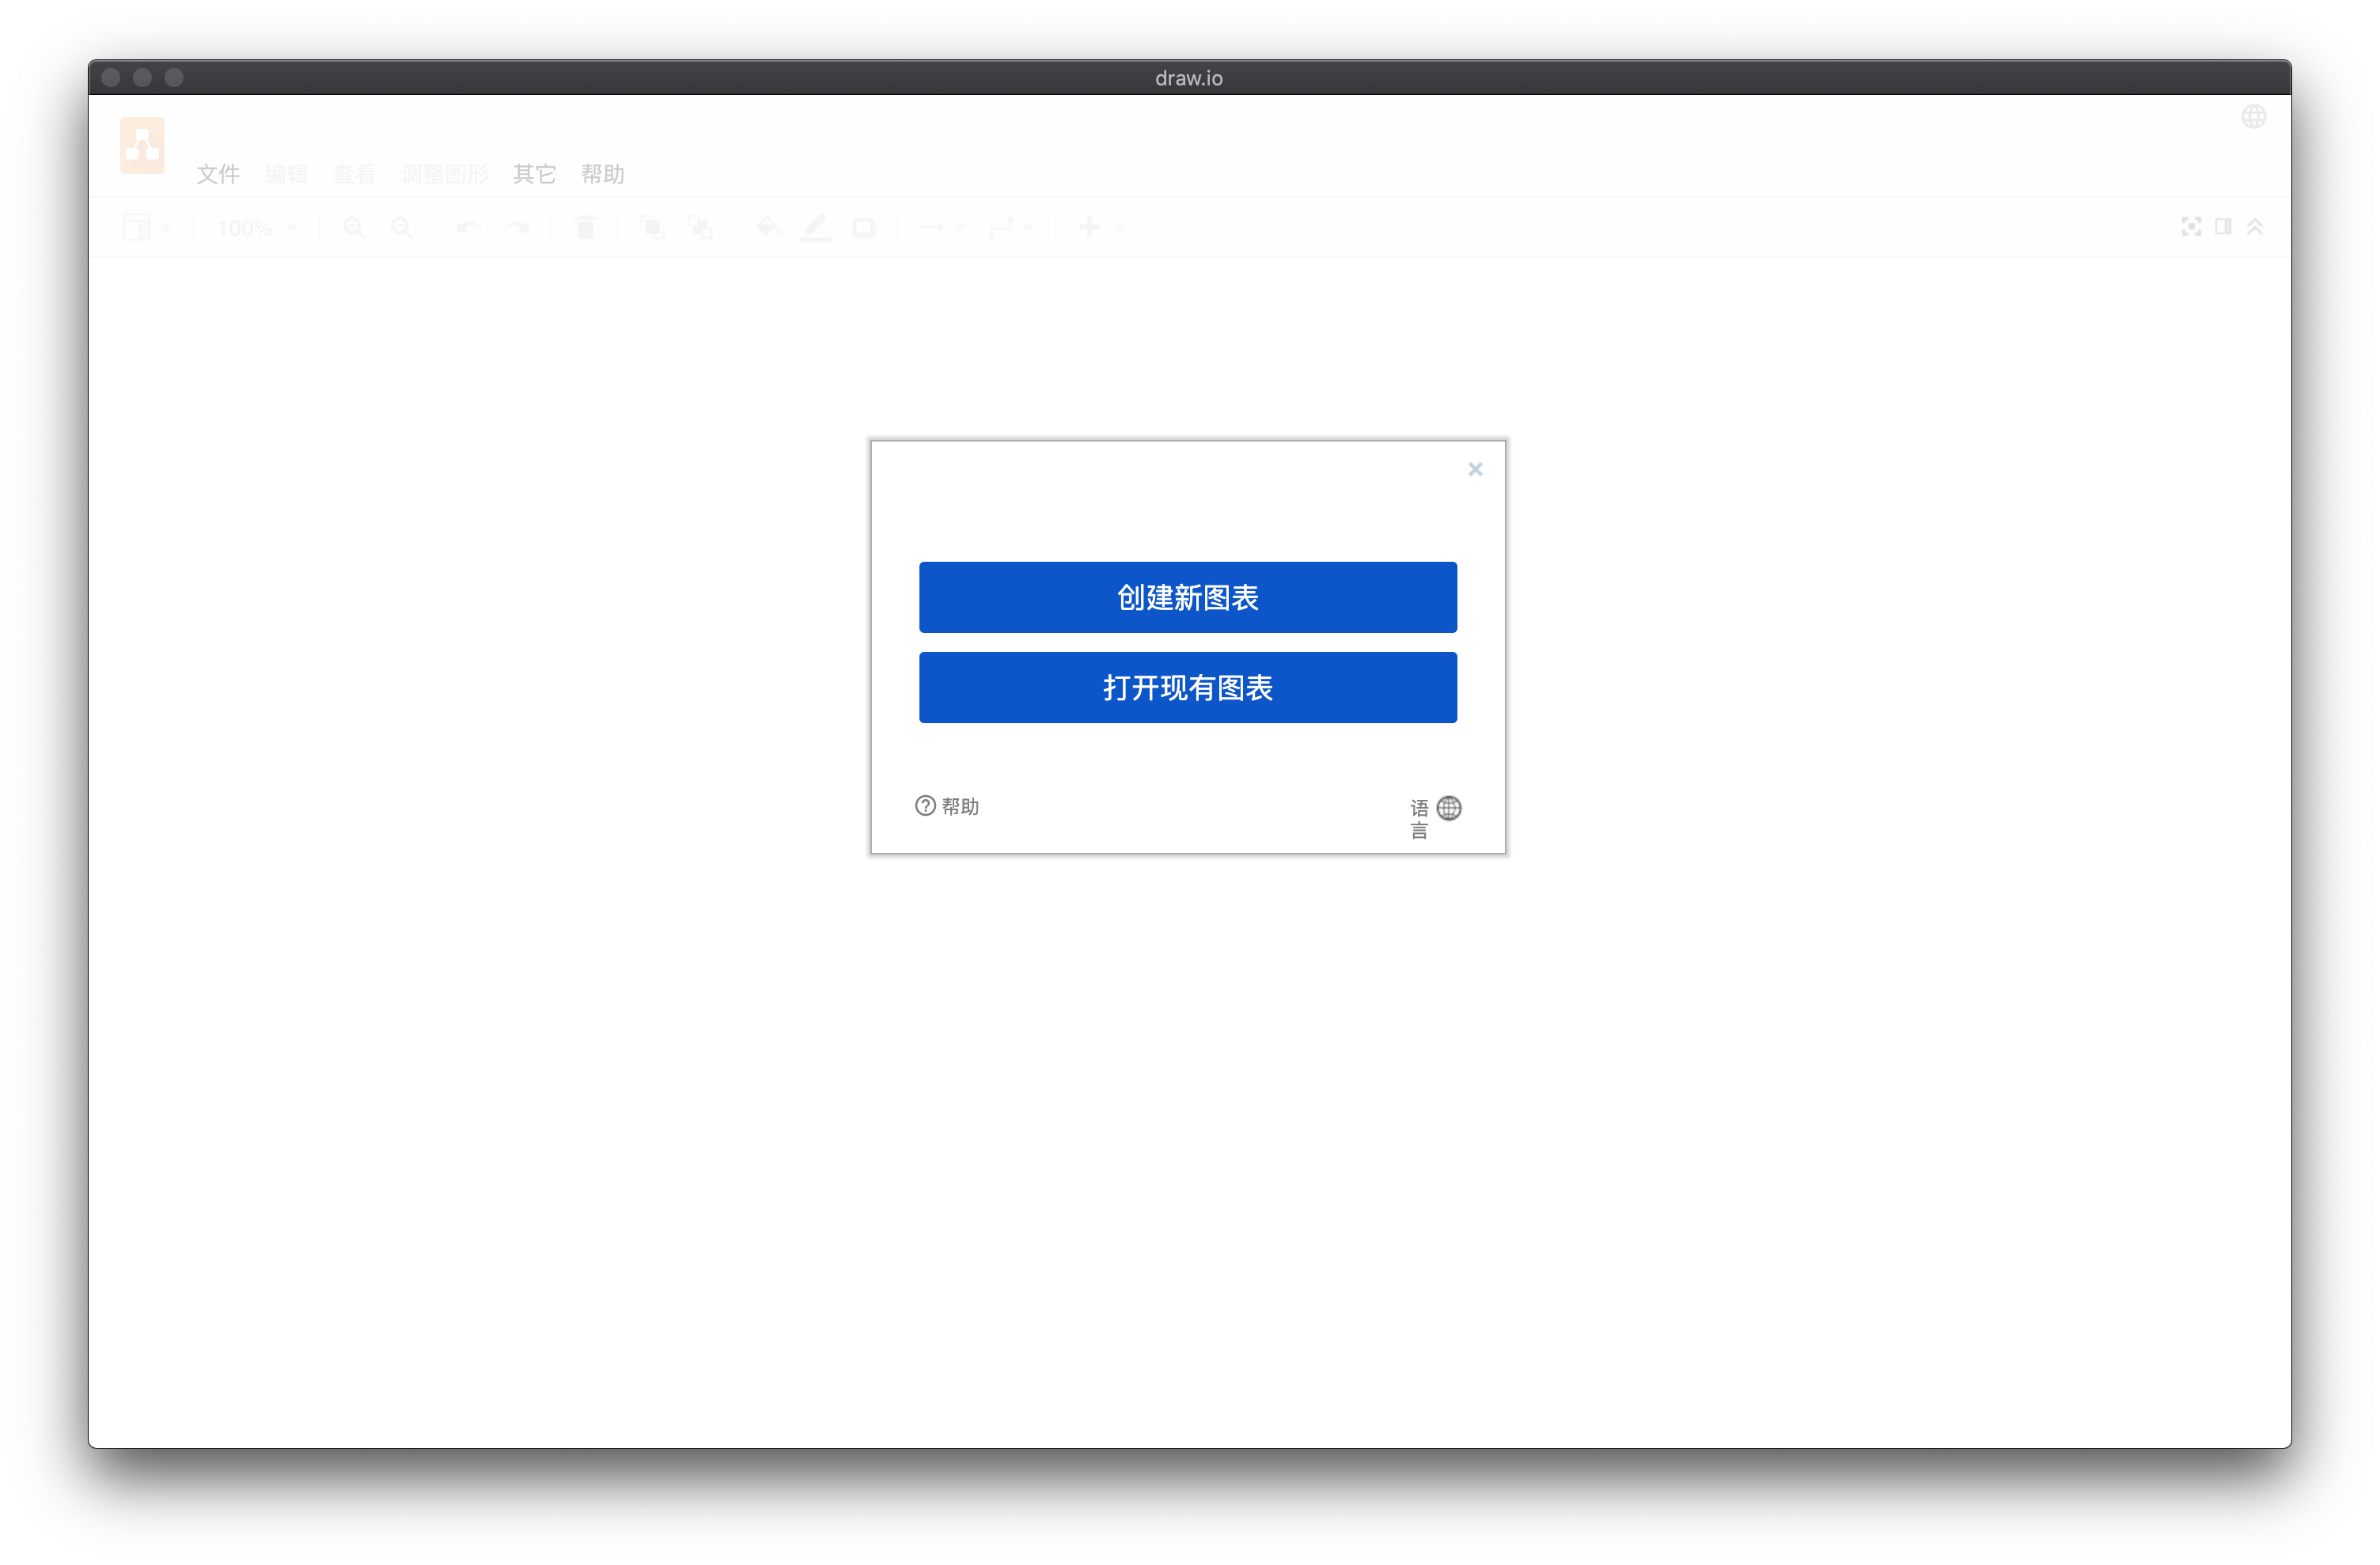 draw.io
文件 编辑 查看 调整图形 其它 帮助
100%
创建新图表
打开现有图表
帮助
语
言